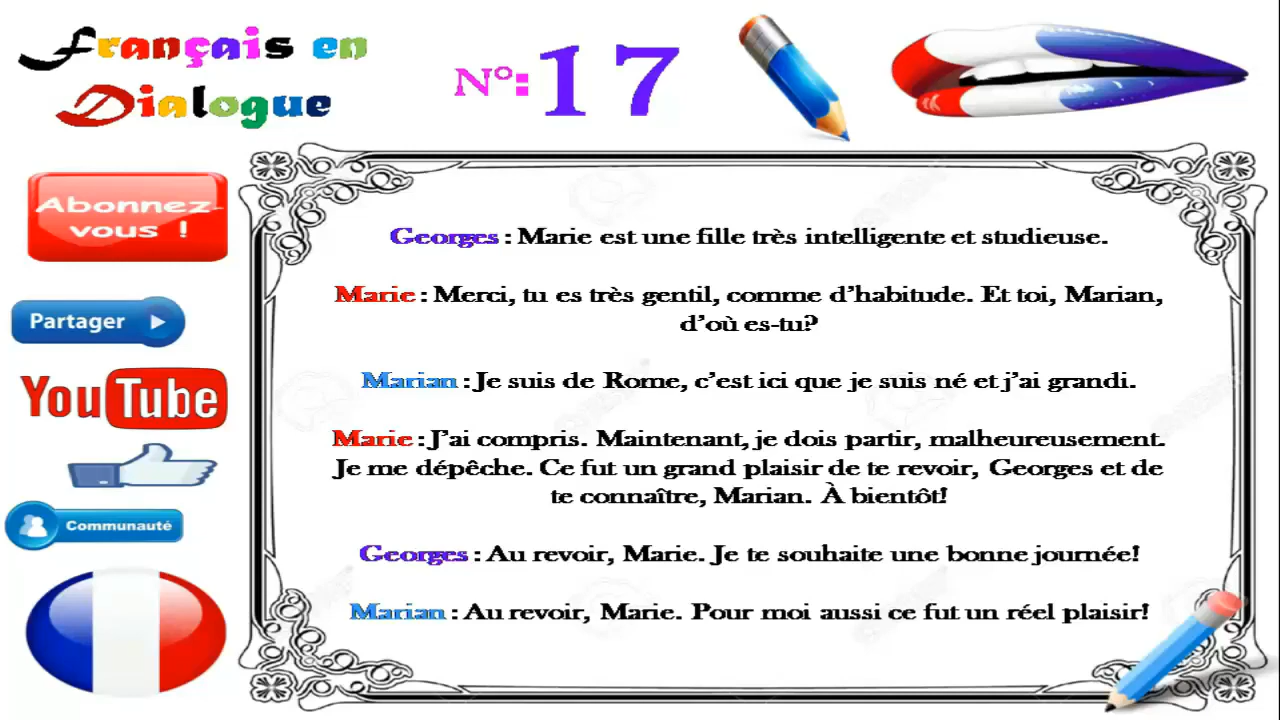 Français en
Dialogue
N°:17
Abonnez-
vous !
Partager
YouTube
Communauté
Georges : Marie est une fille très intelligente et studieuse.
Marie : Merci, tu es très gentil, comme d’habitude. Et toi, Marian,
d’où es-tu?
Marian : Je suis de Rome, c’est ici que je suis né et j’ai grandi.
Marie : J’ai compris. Maintenant, je dois partir, malheureusement.
Je me dépêche. Ce fut un grand plaisir de te revoir, Georges et de
te connaître, Marian. À bientôt!
Georges : Au revoir, Marie. Je te souhaite une bonne journée!
Marian : Au revoir, Marie. Pour moi aussi ce fut un réel plaisir!